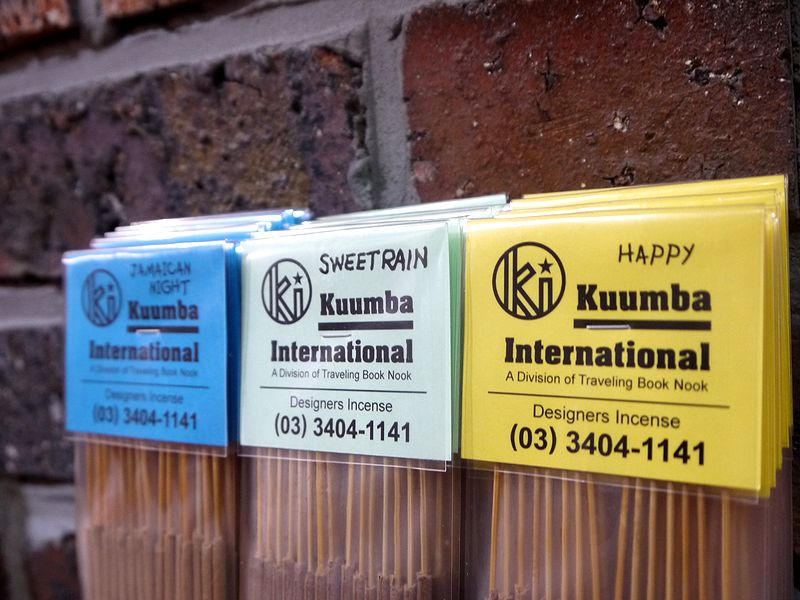 JAMAICAN
NIGHT
ki
Kuumba
International
A Division of Traveling Book Nook
Designers Incense
(03) 3404-1141
SWEETRAIN
ki
Kuumba
International
A Division of Traveling Book Nook
Designers Incense
(03) 3404-1141
HAPPY
ki
Kuumba
International
A Division of Traveling Book Nook
Designers Incense
(03) 3404-1141